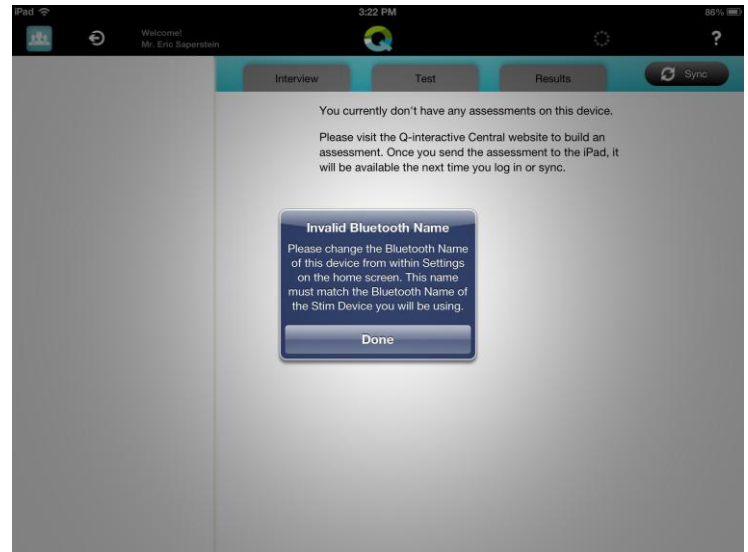 iPad 3:22 PM 86%
Welcome!
Mr. Eric Saperstein
?
Interview Test Results Sync
You currently don't have any assessments on this device.
Please visit the Q-interactive Central website to build an
assessment. Once you send the assessment to the iPad, it
will be available the next time you log in or sync.
Invalid Bluetooth Name
Please change the Bluetooth Name
of this device from within Settings
on the home screen. This name
must match the Bluetooth Name of
the Stim Device you will be using.
Done